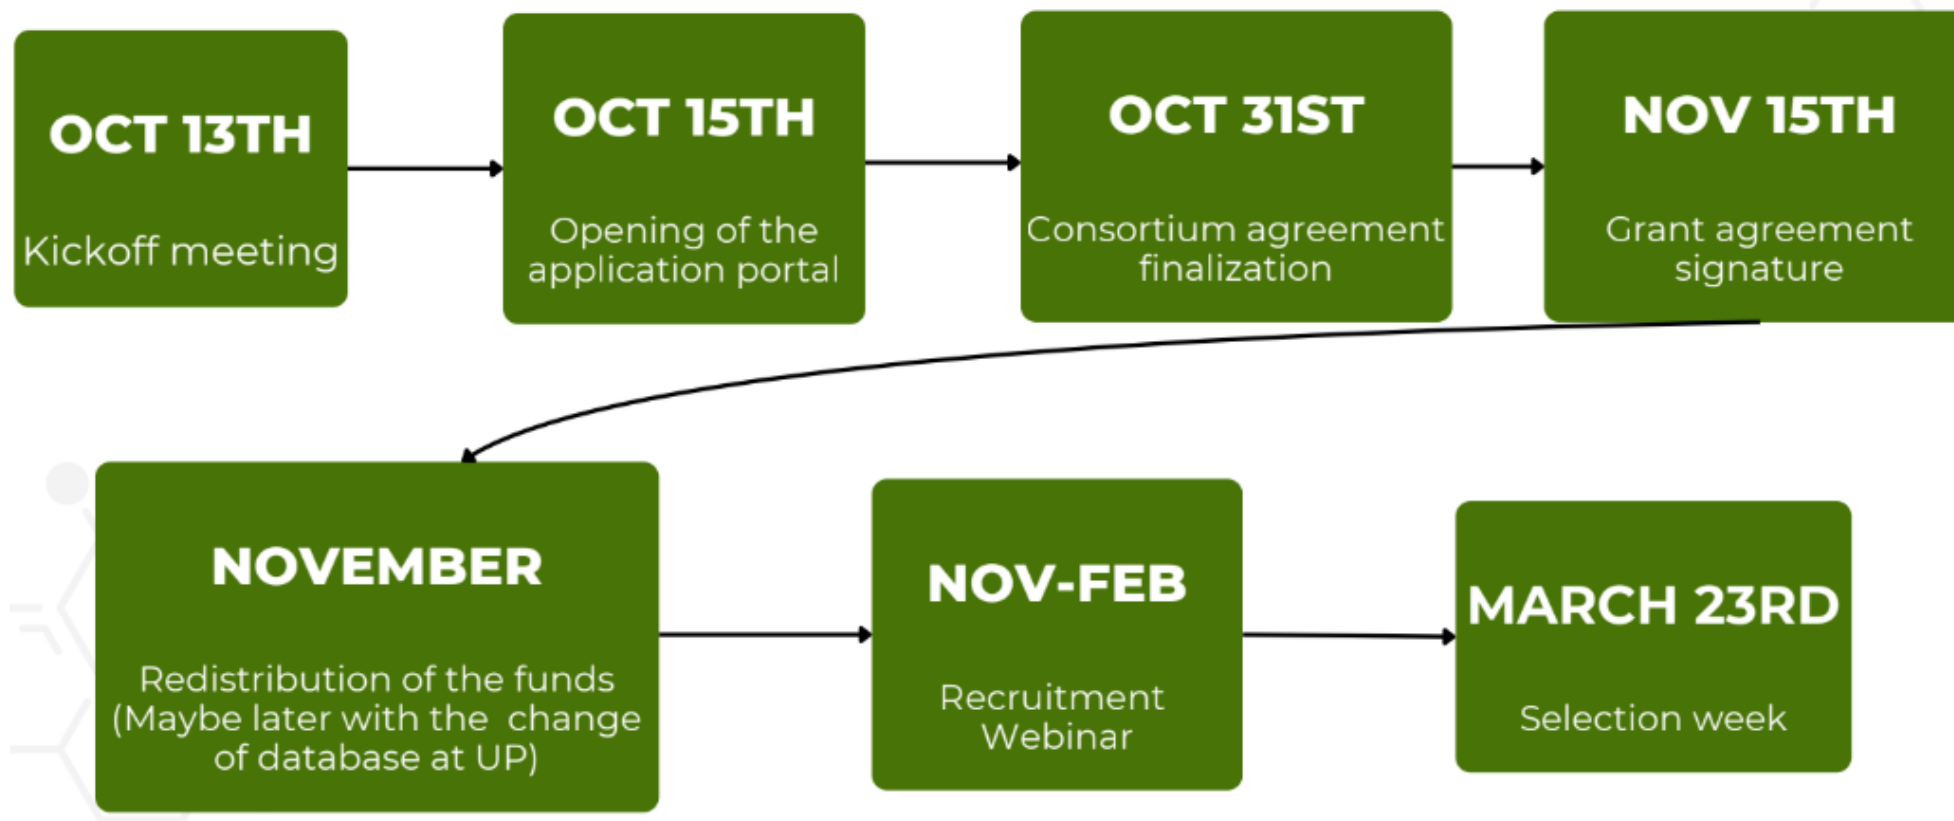 OCT 13TH
Kickoff meeting
OCT 15TH
Opening of the
application portal
OCT 31ST
Consortium agreement
finalization
NOV 15TH
Grant agreement
signature
NOVEMBER
Redistribution of the funds
(Maybe later with the change
of database at UP)
NOV-FEB
Recruitment
Webinar
MARCH 23RD
Selection week